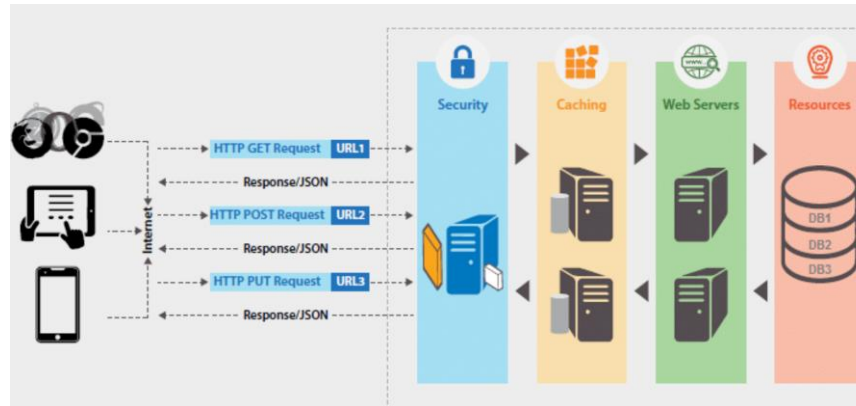 Security
Caching
Web Servers
Resources
www.
HTTP GET Request URL1
Response/JSON
Internet
HTTP POST Request URL2
Response/JSON
HTTP PUT Request URL3
Response/JSON
DB1
DB2
DB3